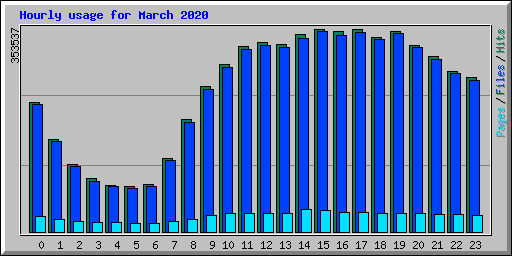 Hourly usage for March 2020
353537
Pages/Files/Hits
0 1 2 3 4 5 6 7 8 9 10 11 12 13 14 15 16 17 18 19 20 21 22 23